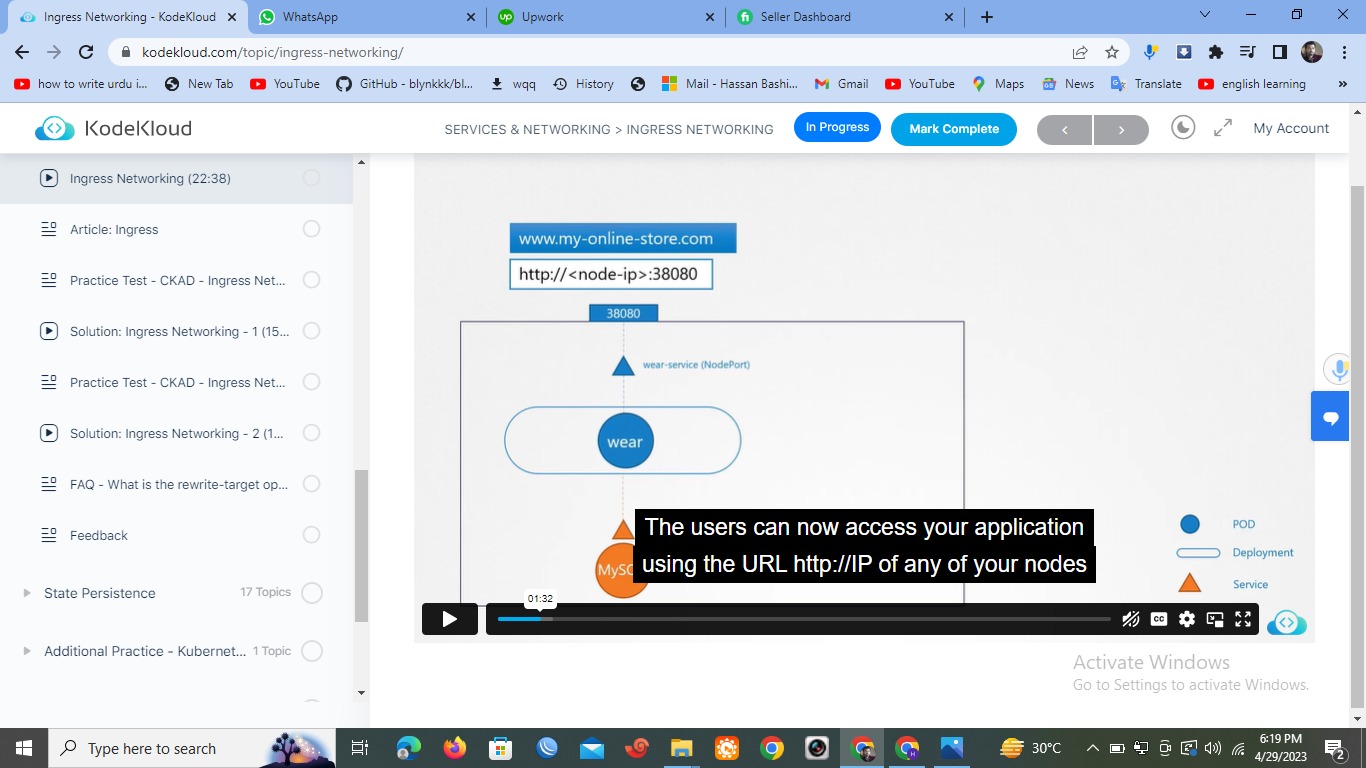 Ingress Networking - KodeKloud
WhatsApp
Upwork
Seller Dashboard
kodekloud.com/topic/ingress-networking/
how to write urdu i...
New Tab
YouTube
GitHub - blynkkk/bl...
wqq
History
Mail - Hassan Bashi...
Gmail
YouTube
Maps
News
Translate
english learning
»
KodeKloud
SERVICES & NETWORKING > INGRESS NETWORKING
In Progress
Mark Complete
My Account
Ingress Networking (22:38)
Article: Ingress
Practice Test - CKAD - Ingress Net...
Solution: Ingress Networking - 1 (15...
Practice Test - CKAD - Ingress Net...
Solution: Ingress Networking - 2 (1...
FAQ - What is the rewrite-target op...
Feedback
State Persistence 17 Topics
Additional Practice - Kubernet... 1 Topic
www.my-online-store.com
http://<node-ip>:38080
38080
wear-service (NodePort)
wear
The users can now access your application
using the URL http://IP of any of your nodes
POD
Deployment
Service
01:32
CC
Activate Windows
Go to Settings to activate Windows.
Type here to search
30°C
6:19 PM
4/29/2023
2